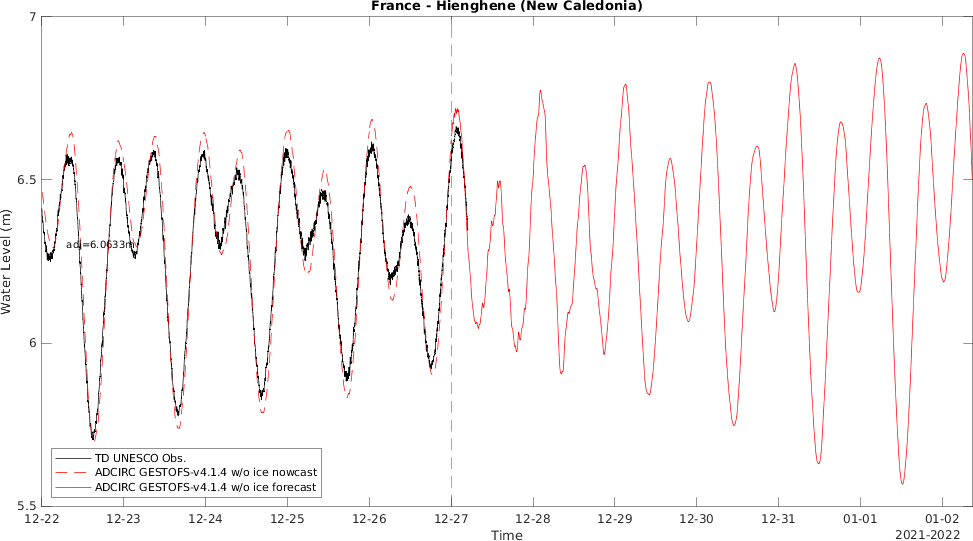 France - Hienghene (New Caledonia)
7
6.5
6
5.5
Water Level (m)
adj=6.0633m
TD UNESCO Obs.
ADCIRC GESTOFS-v4.1.4 w/o ice nowcast
ADCIRC GESTOFS-v4.1.4 w/o ice forecast
12-22 12-23 12-24 12-25 12-26 12-27 12-28 12-29 12-30 12-31 01-01 01-02
Time
2021-2022